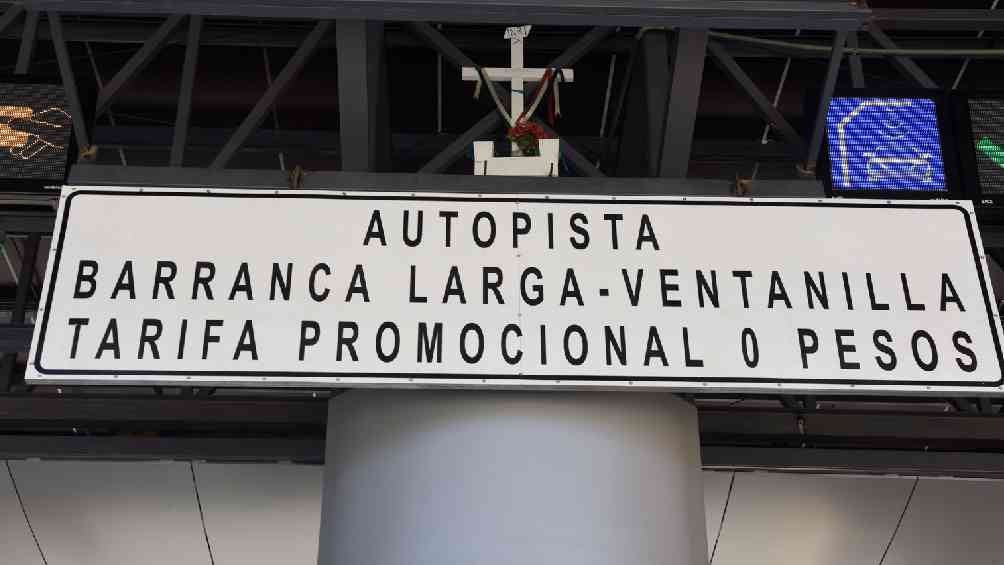 AUTOPISTA
BARRANCA LARGA-VENTANILLA
TARIFA PROMOCIONAL 0 PESOS